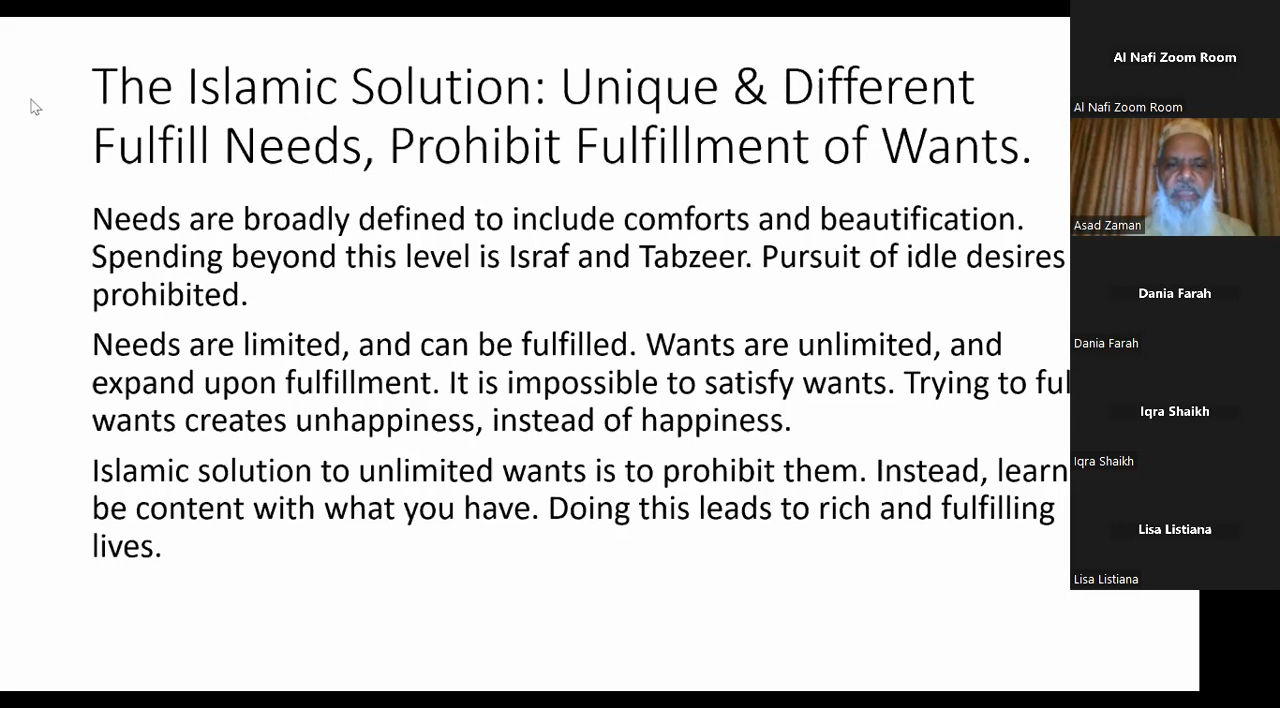 The Islamic Solution: Unique & Different
Fulfill Needs, Prohibit Fulfillment of Wants.
Needs are broadly defined to include comforts and beautification.
Spending beyond this level is Israf and Tabzeer. Pursuit of idle desires
prohibited.
Needs are limited, and can be fulfilled. Wants are unlimited, and
expand upon fulfillment. It is impossible to satisfy wants. Trying to ful
wants creates unhappiness, instead of happiness.
Islamic solution to unlimited wants is to prohibit them. Instead, learn
be content with what you have. Doing this leads to rich and fulfilling
lives.
Al Nafi Zoom Room
Al Nafi Zoom Room
Asad Zaman
Dania Farah
Dania Farah
Iqra Shaikh
Iqra Shaikh
Lisa Listiana
Lisa Listiana